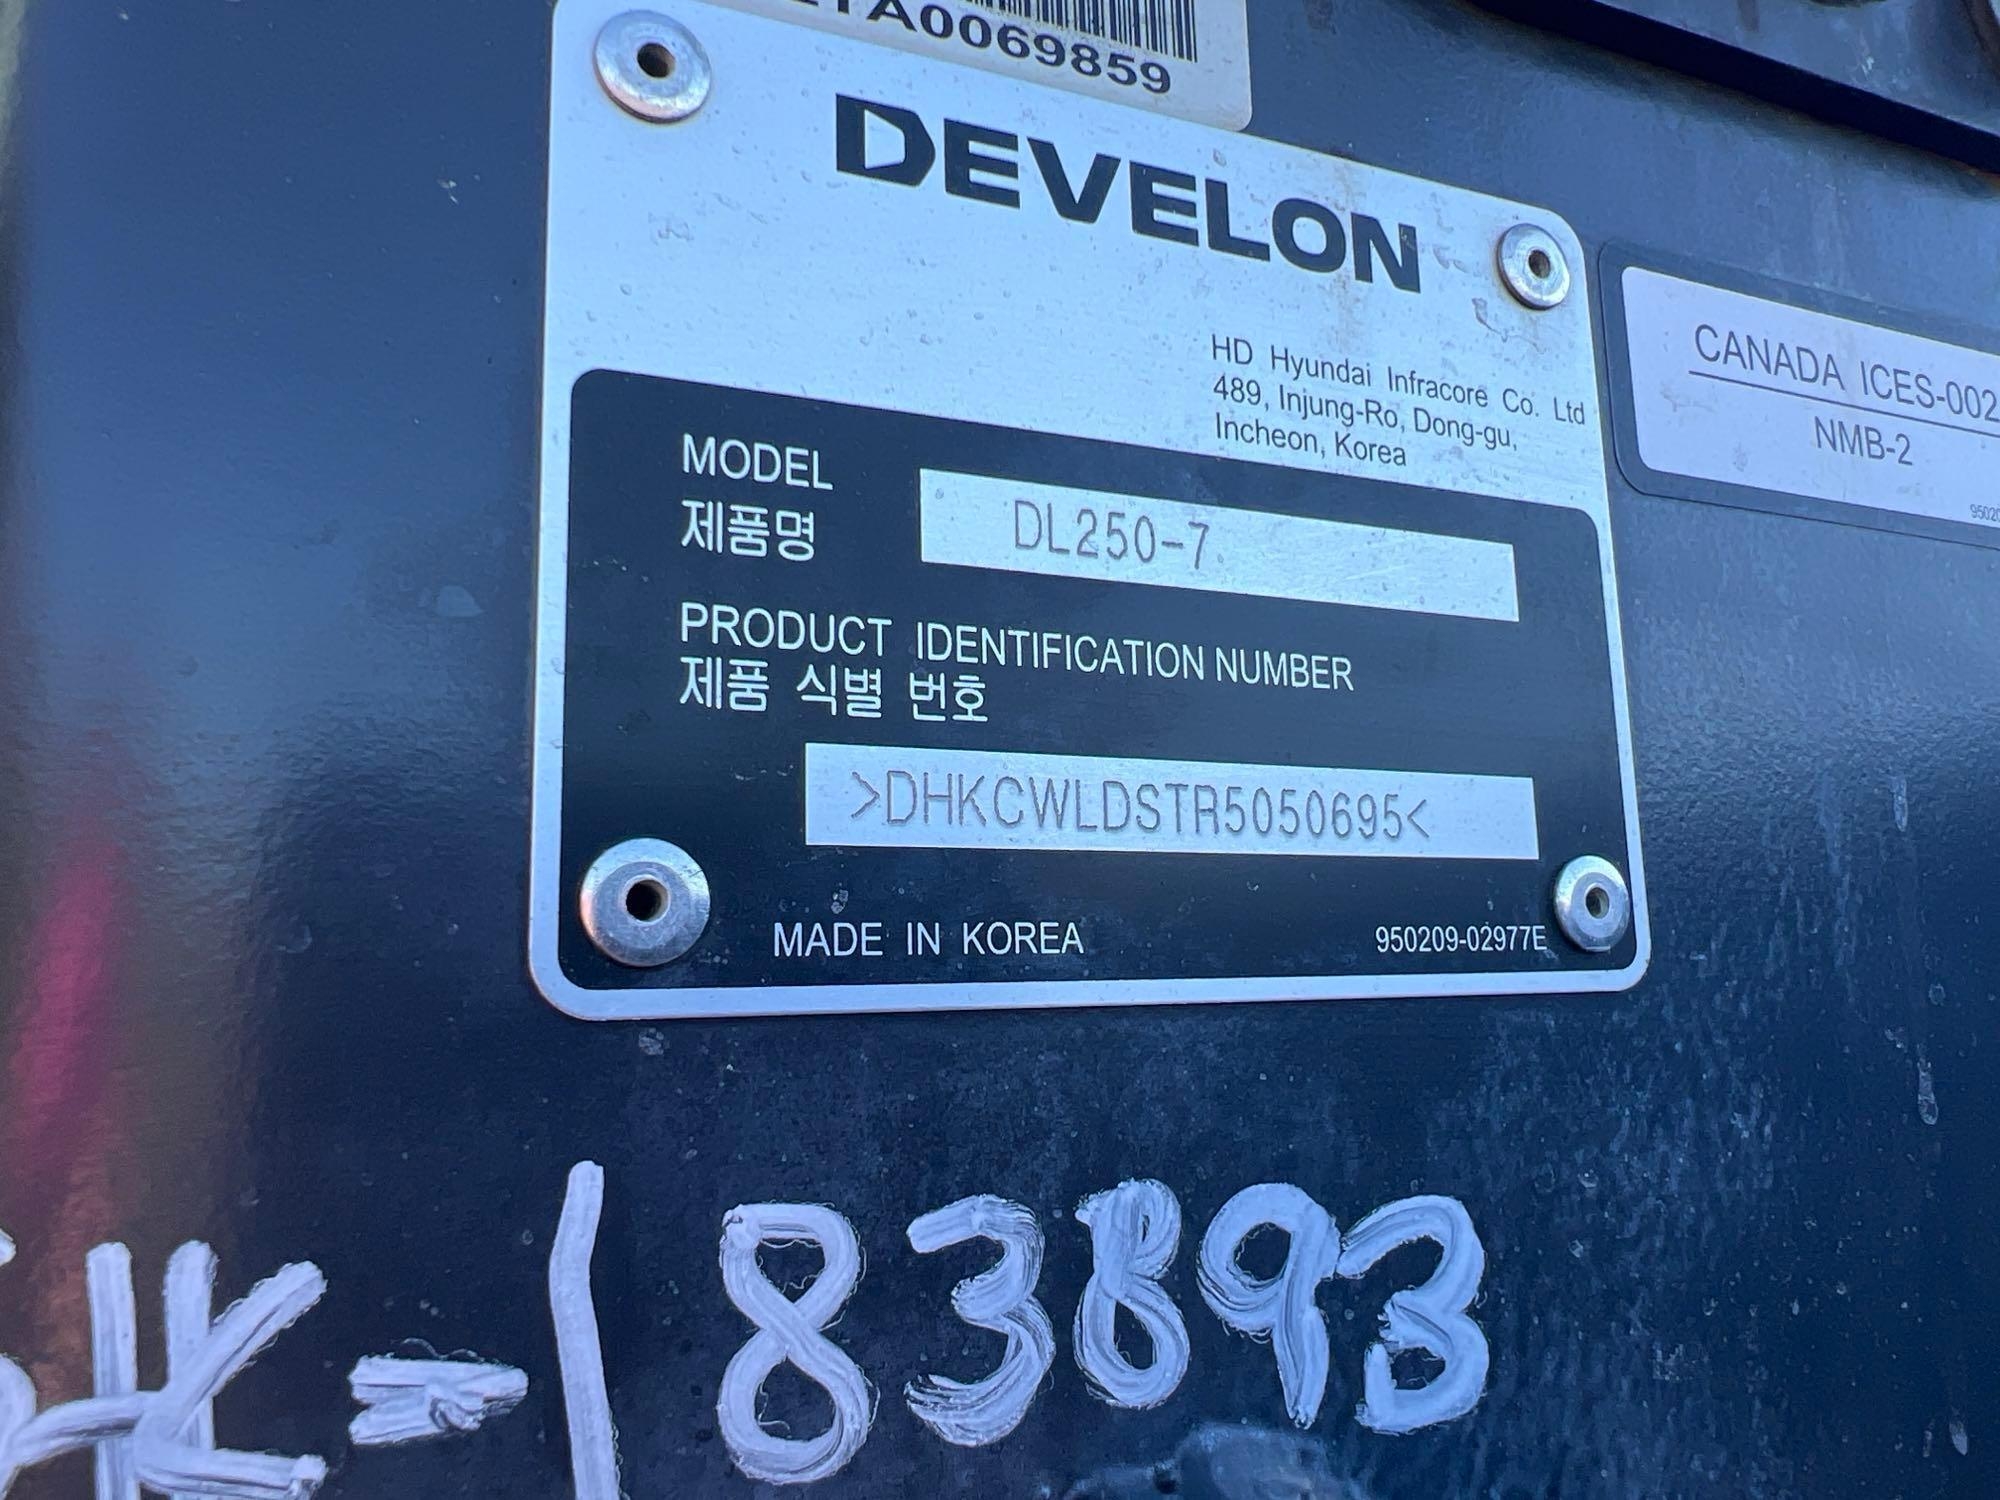 A0069859
DEVELON
HD Hyundai Infracore Co. Ltd
489, Injung-Ro, Dong-gu,
Incheon, Korea
CANADA ICES-002
NMB-2
MODEL
제품명
DL250-7
PRODUCT IDENTIFICATION NUMBER
제품 식별 번호
>DHKCWLDSTR5050695<
MADE IN KOREA
950209-02977E
K-183893